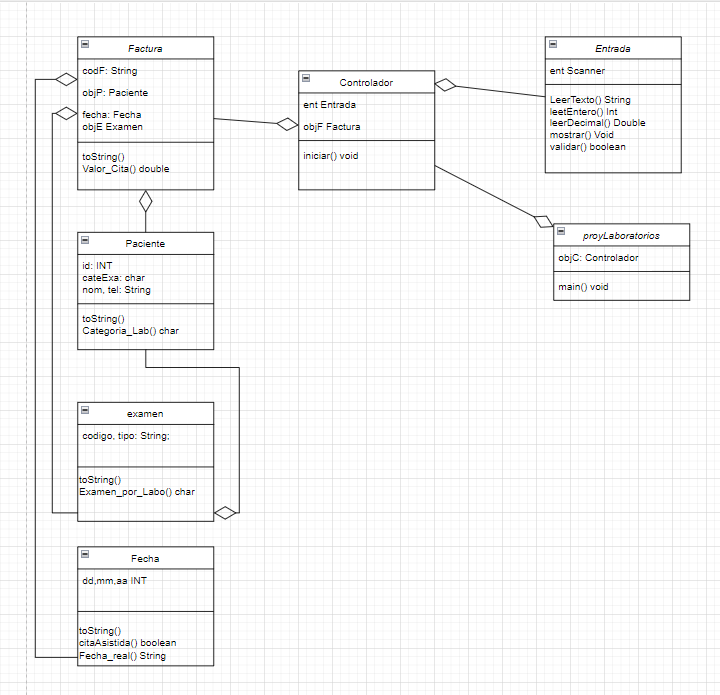 Factura
codF: String
objP: Paciente
fecha: Fecha
objE Examen
toString()
Valor_Cita() double
Controlador
ent Entrada
objF Factura
iniciar() void
Entrada
ent Scanner
LeerTexto() String
leetEntero() Int
leerDecimal() Double
mostrar() Void
validar() boolean
proyLaboratorios
objC: Controlador
main() void
Paciente
id: INT
cateExa: char
nom, tel: String
toString()
Categoria_Lab() char
examen
codigo, tipo: String;
toString()
Examen_por_Labo() char
Fecha
dd,mm,aa INT
toString()
citaAsistida() boolean
Fecha_real() String